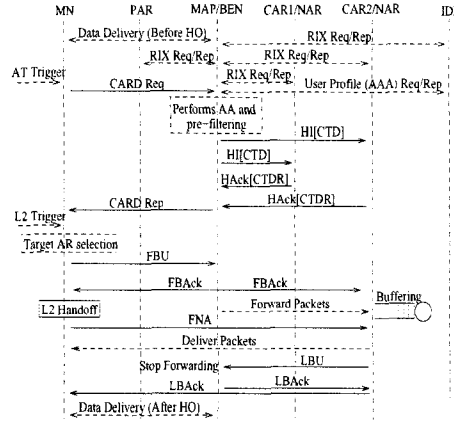 MN PAR MAP/BEN CAR1/NAR CAR2/NAR ID
Data Delivery (Before HO)
RIX Req/Rep
RIX Req/Rep
AT Trigger
RIX Req/Rep
CARD Req
User Profile (AAA) Req/Rep
Performs AA and
pre-filtering
HI[CTD]
HI[CTD]
HAck[CTDR]
CARD Rep
HAck[CTDR]
L2 Trigger
Target AR selection
FBU
FBAck
FBAck
Buffering
L2 Handoff
Forward Packets
FNA
Deliver Packets
Stop Forwarding
LBU
LBAck
LBAck
Data Delivery (After HO)